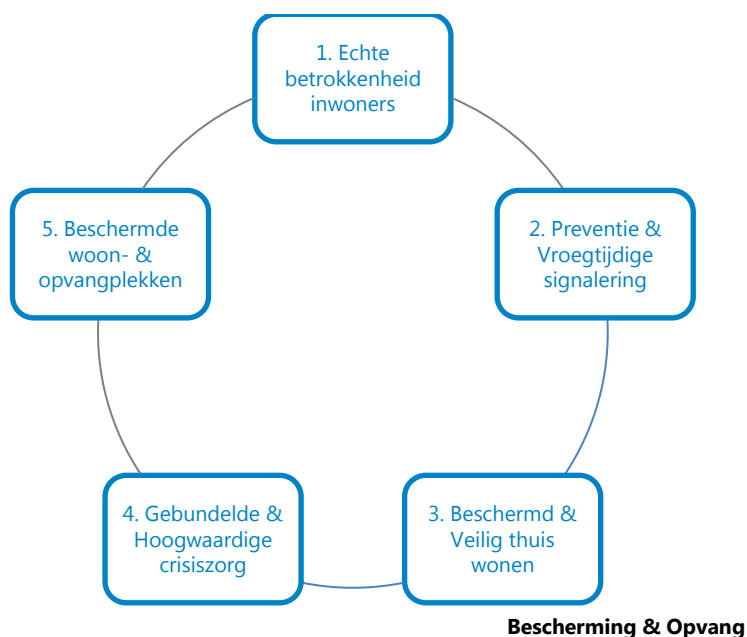 1. Echte
betrokkenheid
inwoners
2. Preventie &
Vroegtijdige
signalering
3. Beschermd &
Veilig thuis
wonen
4. Gebundelde &
Hoogwaardige
crisiszorg
5. Beschermde
woon- &
opvangplekken
Bescherming & Opvang